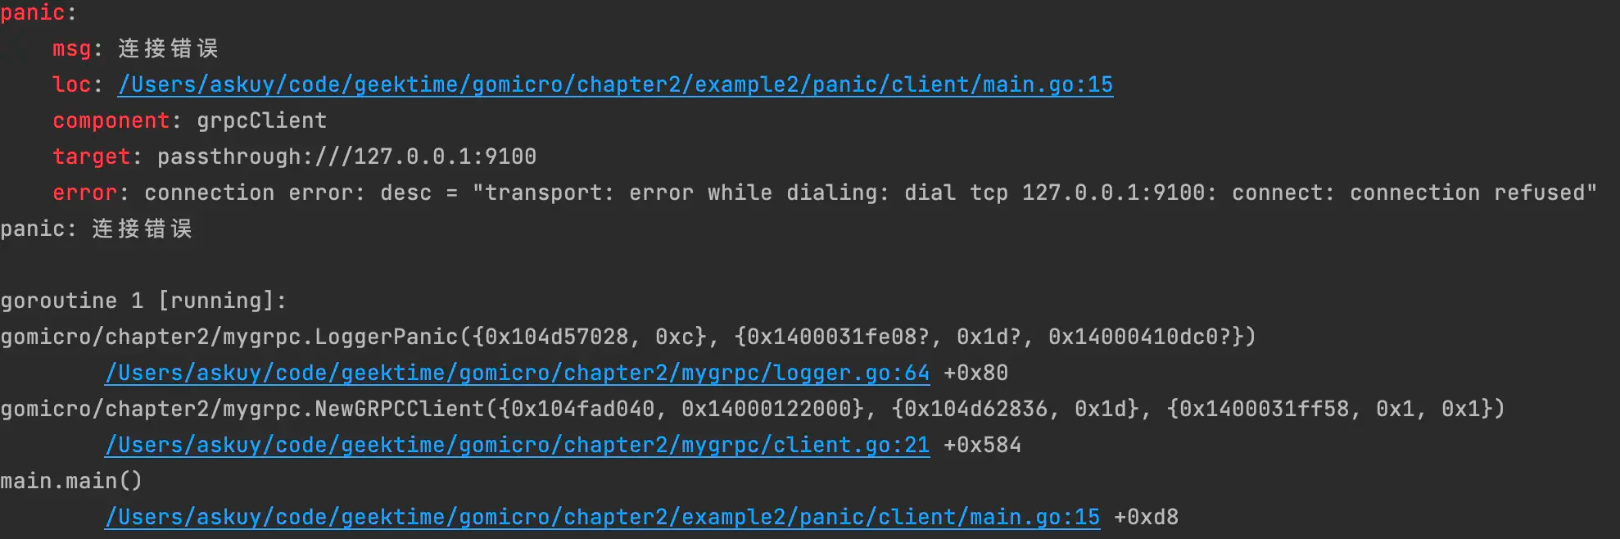 panic:
msg: 连接错误
loc: /Users/askuy/code/geektime/gomicro/chapter2/example2/panic/client/main.go:15
component: grpcClient
target: passthrough:///127.0.0.1:9100
error: connection error: desc = "transport: error while dialing: dial tcp 127.0.0.1:9100: connect: connection refused"
panic: 连接错误
goroutine 1 [running]:
gomicro/chapter2/mygrpc.LoggerPanic({0x104d57028, 0xc}, {0x1400031fe08?, 0x1d?, 0x14000410dc0?})
/Users/askuy/code/geektime/gomicro/chapter2/mygrpc/logger.go:64 +0x80
gomicro/chapter2/mygrpc.NewGRPCClient({0x104fad040, 0x14000122000}, {0x104d62836, 0x1d}, {0x1400031ff58, 0x1, 0x1})
/Users/askuy/code/geektime/gomicro/chapter2/mygrpc/client.go:21 +0x584
main.main()
/Users/askuy/code/geektime/gomicro/chapter2/example2/panic/client/main.go:15 +0xd8